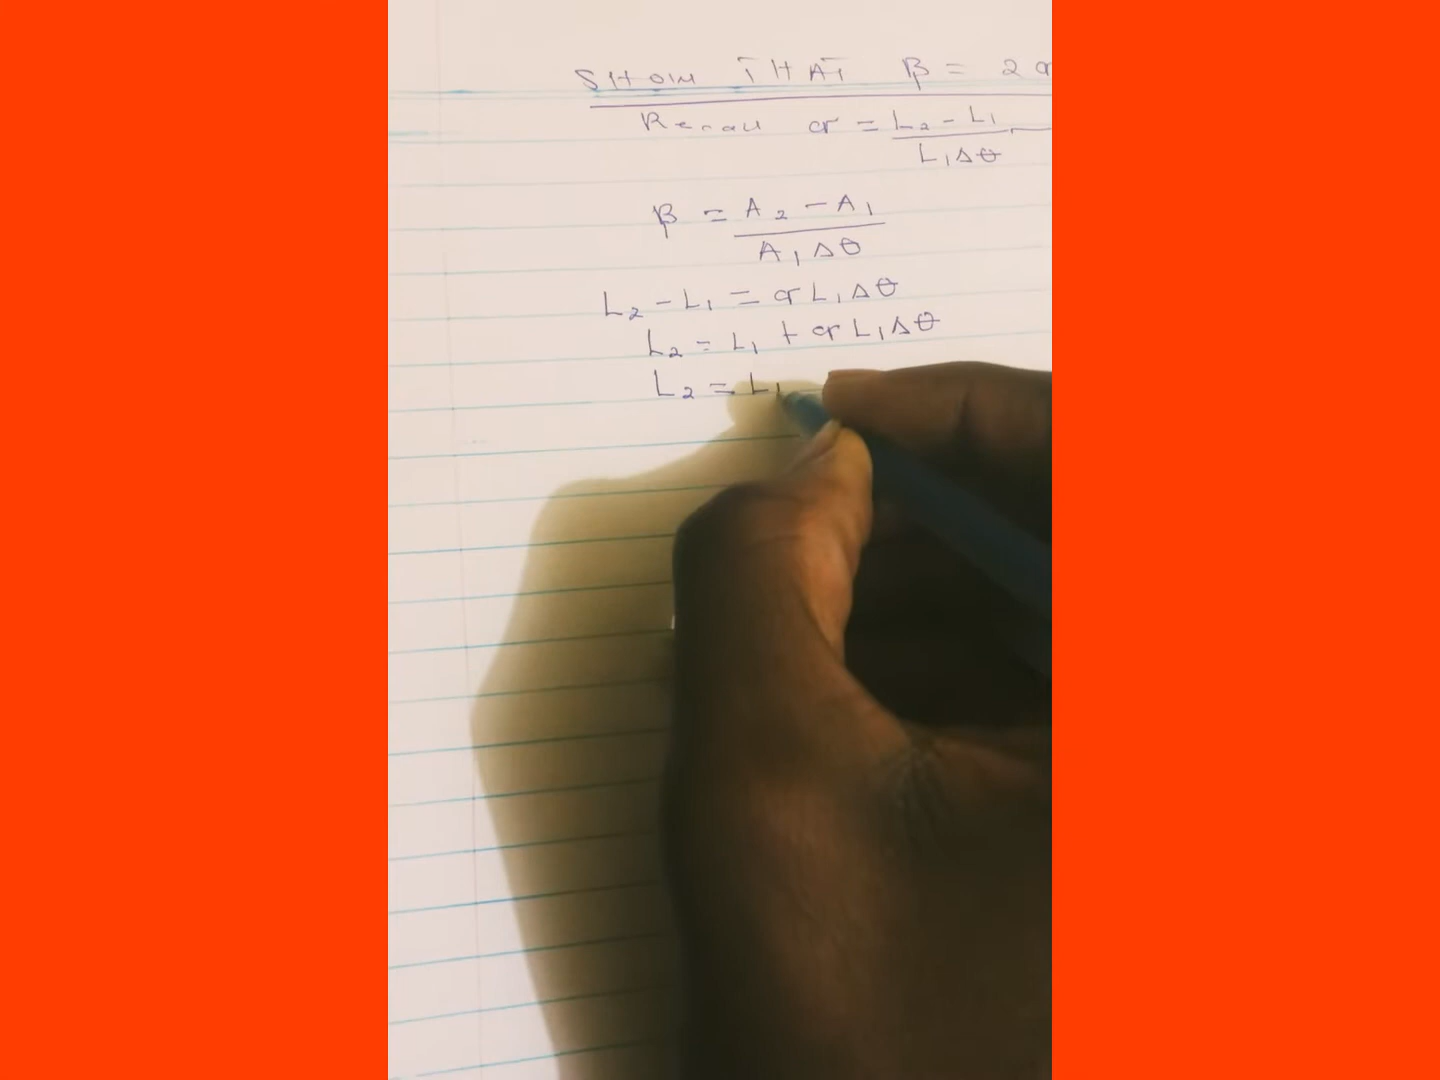 SHOW THAT β = 2α
Recall α = L₂ - L₁ / L₁Δθ
β = A₂ - A₁ / A₁Δθ
L₂ - L₁ = αL₁Δθ
L₂ = L₁ + αL₁Δθ
L₂ = L₁